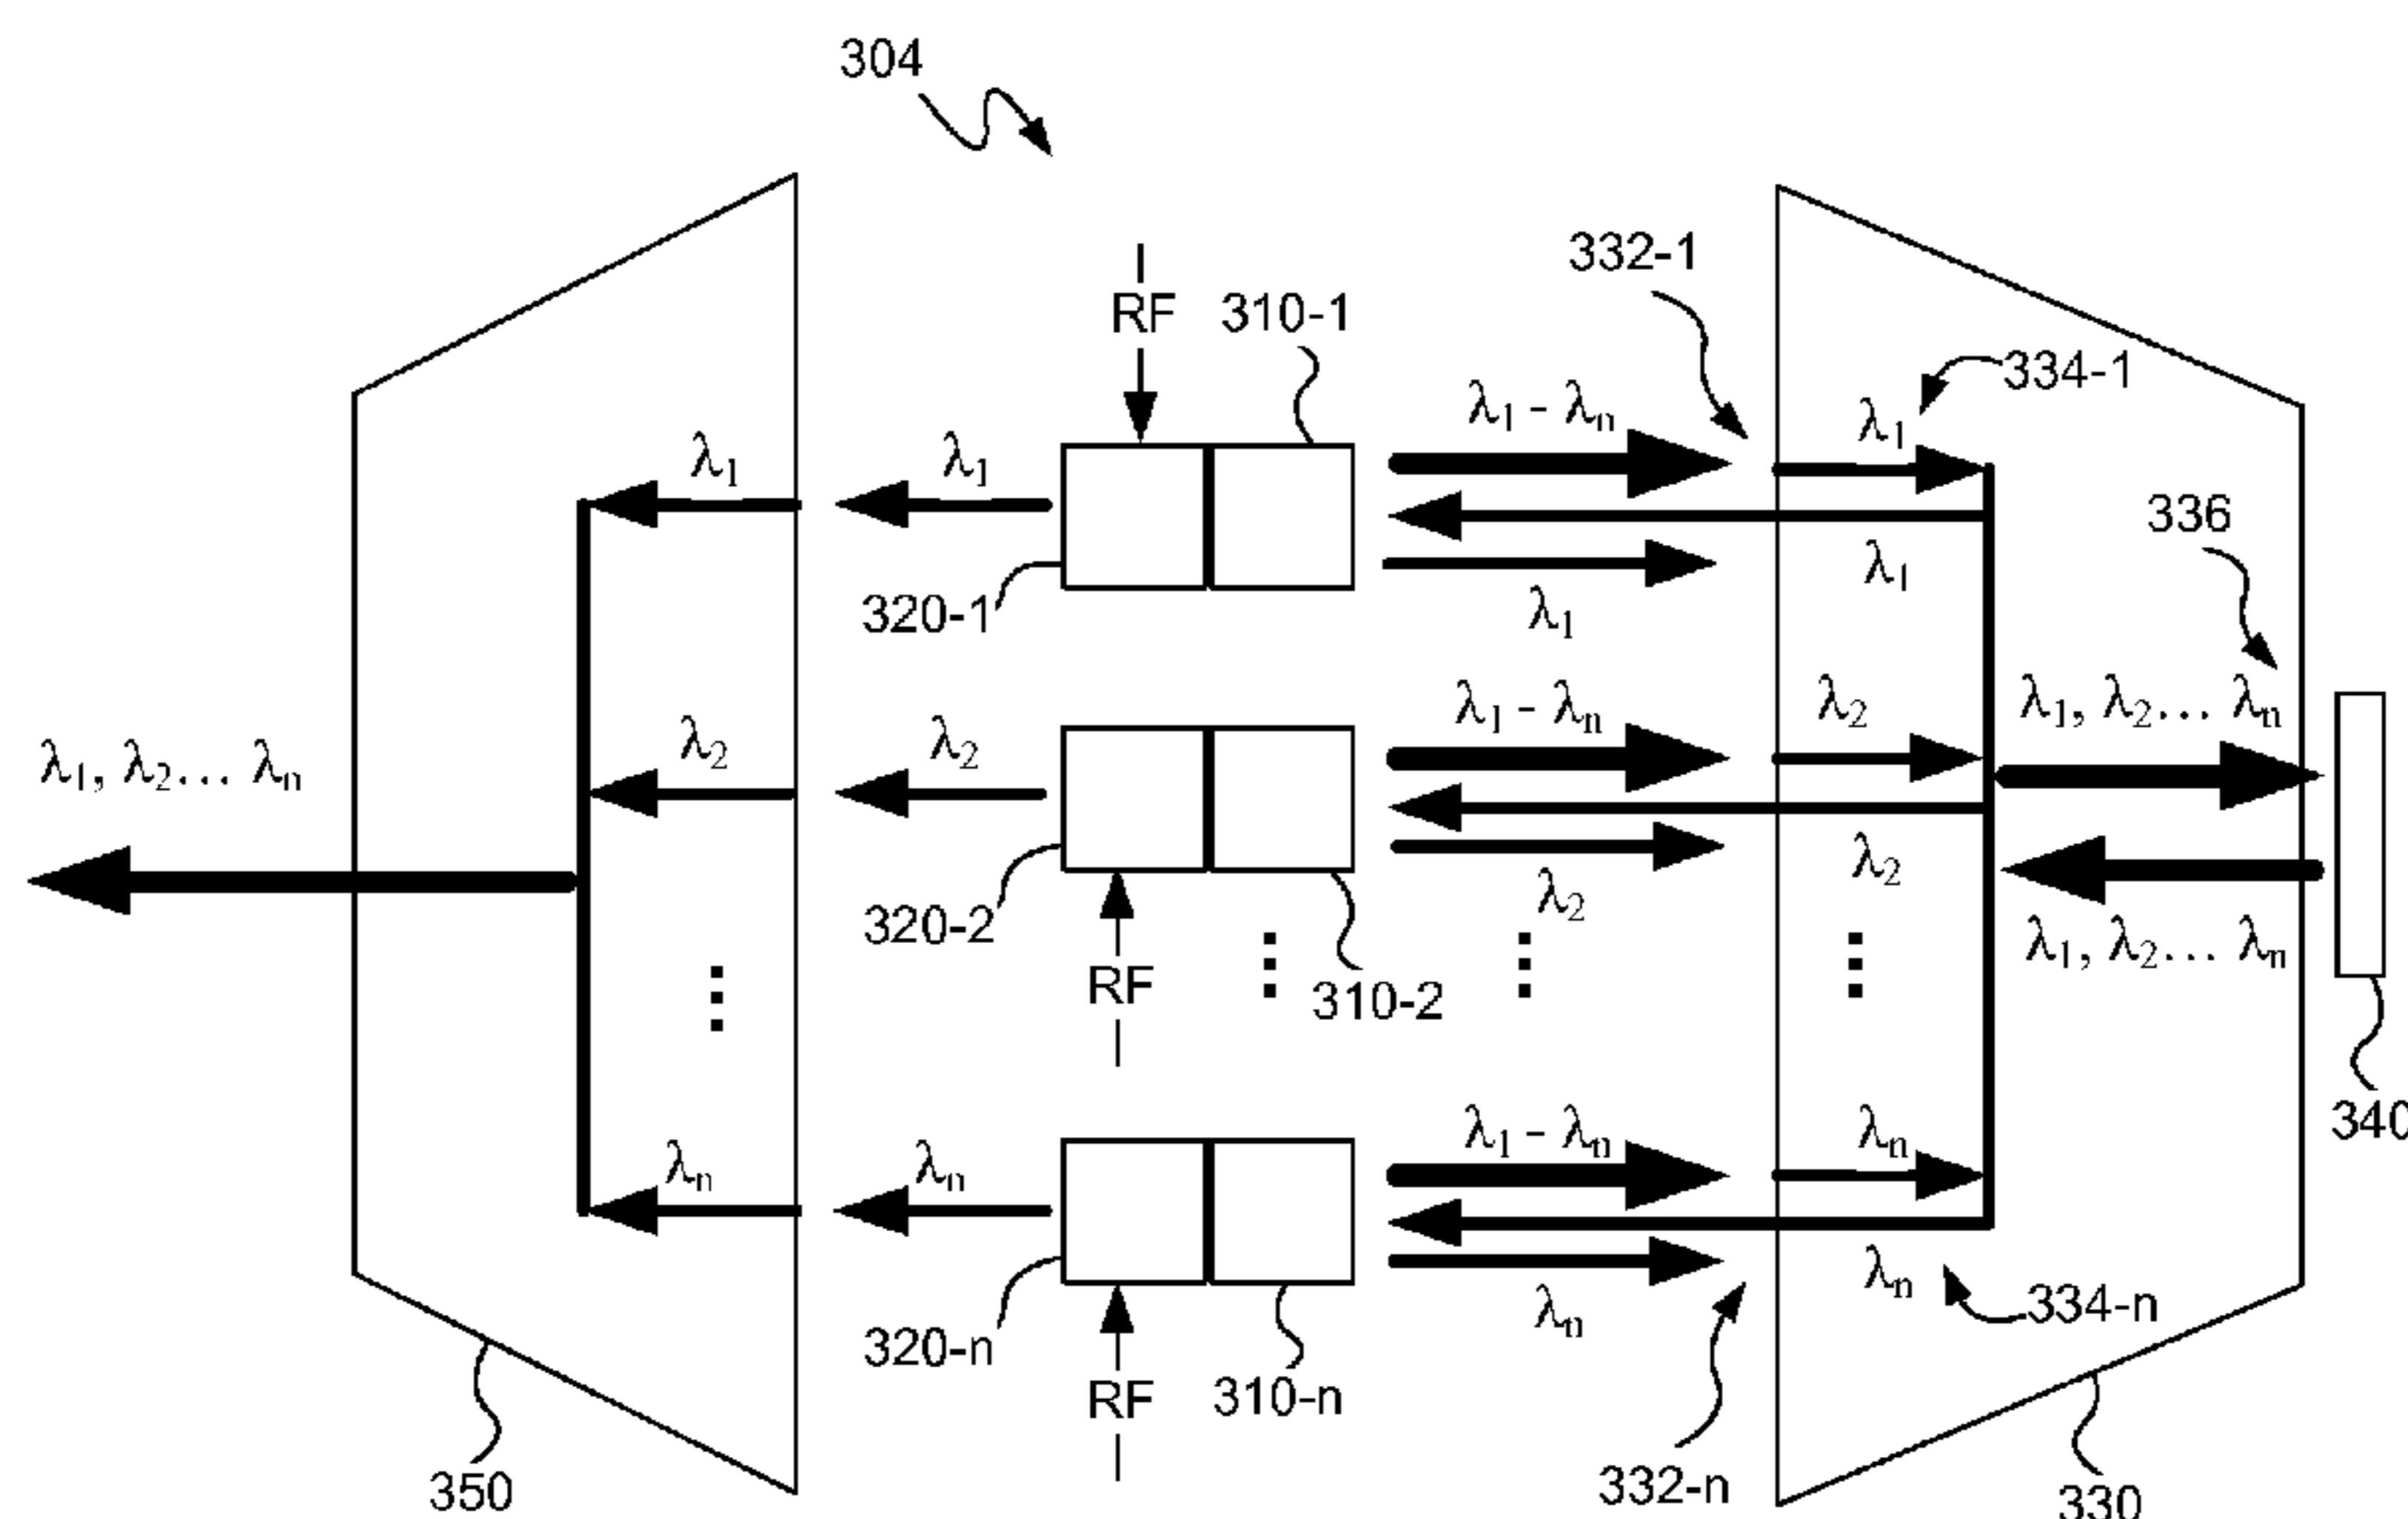 304
332-1
RF
310-1
334-1
λ₁ - λₙ
λ₁
λ₁
λ₁
336
320-1
λ₁
λ₁
λ₁ - λₙ
λ₂
λ₁, λ₂... λₙ
λ₁, λ₂... λₙ
λ₂
λ₂
320-2
λ₂
λ₂
λ₁, λ₂... λₙ
RF
310-2
340
λ₁ - λₙ
λₙ
λₙ
λₙ
320-n
λₙ
λₙ
334-n
RF
310-n
332-n
350
330